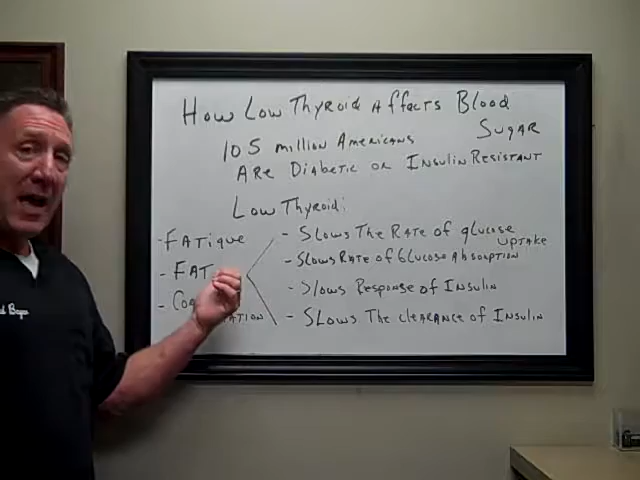 How Low Thyroid Affects Blood
Sugar
105 million Americans
Are Diabetic or Insulin Resistant
Low Thyroid:
- Fatique
- Fat
- Slows The Rate of glucose
uptake
- Slows Rate of Glucose Absorption
- Slows Response of Insulin
- Slows The clearance of Insulin